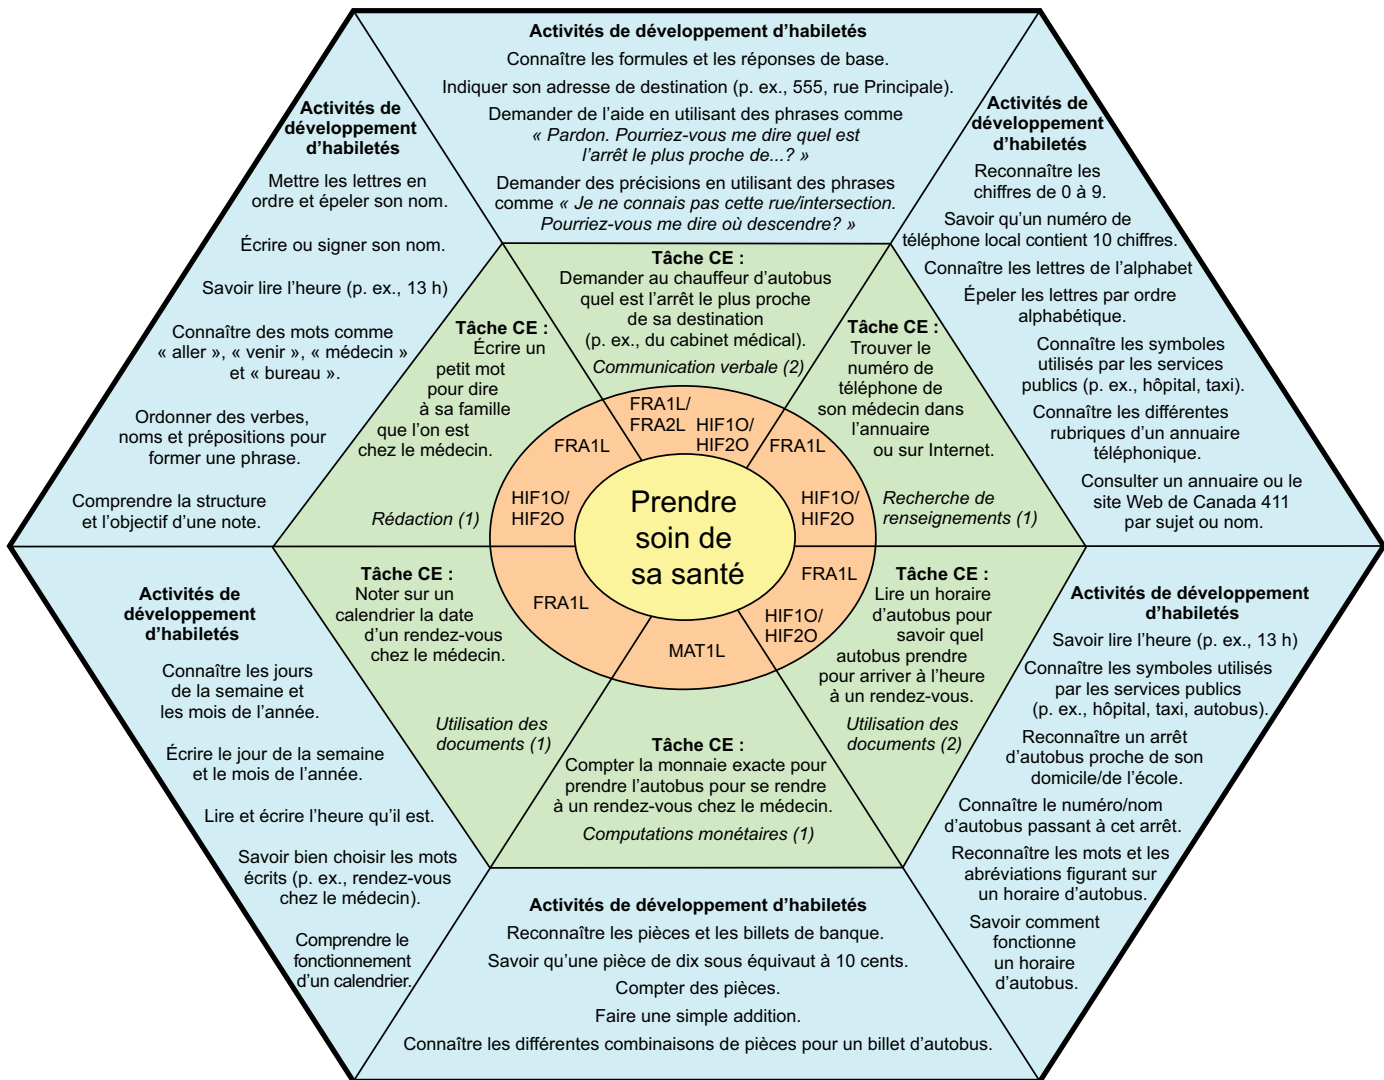 Activités de développement d’habiletés
Connaître les formules et les réponses de base.
Indiquer son adresse de destination (p. ex., 555, rue Principale).
Demander de l’aide en utilisant des phrases comme
« Pardon. Pourriez-vous me dire quel est
l’arrêt le plus proche de...? »
Demander des précisions en utilisant des phrases
comme « Je ne connais pas cette rue/intersection.
Pourriez-vous me dire où descendre? »
Activités de
développement
d’habiletés
Mettre les lettres en
ordre et épeler son nom.
Écrire ou signer son nom.
Savoir lire l’heure (p. ex., 13 h)
Connaître des mots comme
« aller », « venir », « médecin »
et « bureau ».
Ordonner des verbes,
noms et prépositions pour
former une phrase.
Comprendre la structure
et l’objectif d’une note.
Activités de
développement
d’habiletés
Reconnaître les
chiffres de 0 à 9.
Savoir qu’un numéro de
téléphone local contient 10 chiffres.
Connaître les lettres de l’alphabet
Épeler les lettres par ordre
alphabétique.
Connaître les symboles
utilisés par les services
publics (p. ex., hôpital, taxi).
Connaître les différentes
rubriques d’un annuaire
téléphonique.
Consulter un annuaire ou le
site Web de Canada 411
par sujet ou nom.
Tâche CE :
Demander au chauffeur d’autobus
quel est l’arrêt le plus proche
de sa destination
(p. ex., du cabinet médical).
Communication verbale (2)
Tâche CE :
Écrire un
petit mot
pour dire
à sa famille
que l’on est
chez le médecin.
Rédaction (1)
Tâche CE :
Trouver le
numéro de
téléphone de
son médecin dans
l’annuaire
ou sur Internet.
Recherche de
renseignements (1)
FRA1L/
FRA2L
HIF1O/
HIF2O
FRA1L
HIF1O/
HIF2O
FRA1L
HIF1O/
HIF2O
Prendre
soin de
sa santé
FRA1L
MAT1L
FRA1L
HIF1O/
HIF2O
Tâche CE :
Noter sur un
calendrier la date
d’un rendez-vous
chez le médecin.
Utilisation des
documents (1)
Tâche CE :
Compter la monnaie exacte pour
prendre l’autobus pour se rendre
à un rendez-vous chez le médecin.
Computations monétaires (1)
Tâche CE :
Lire un horaire
d’autobus pour
savoir quel
autobus prendre
pour arriver à l’heure
à un rendez-vous.
Utilisation des
documents (2)
Activités de
développement
d’habiletés
Connaître les jours
de la semaine et
les mois de l’année.
Écrire le jour de la semaine
et le mois de l’année.
Lire et écrire l’heure qu’il est.
Savoir bien choisir les mots
écrits (p. ex., rendez-vous
chez le médecin).
Comprendre le
fonctionnement
d’un calendrier.
Activités de développement d’habiletés
Reconnaître les pièces et les billets de banque.
Savoir qu’une pièce de dix sous équivaut à 10 cents.
Compter des pièces.
Faire une simple addition.
Connaître les différentes combinaisons de pièces pour un billet d’autobus.
Activités de développement
d’habiletés
Savoir lire l’heure (p. ex., 13 h)
Connaître les symboles utilisés
par les services publics
(p. ex., hôpital, taxi, autobus).
Reconnaître un arrêt
d’autobus proche de son
domicile/de l’école.
Connaître le numéro/nom
d’autobus passant à cet arrêt.
Reconnaître les mots et les
abréviations figurant sur
un horaire d’autobus.
Savoir comment
fonctionne
un horaire
d’autobus.